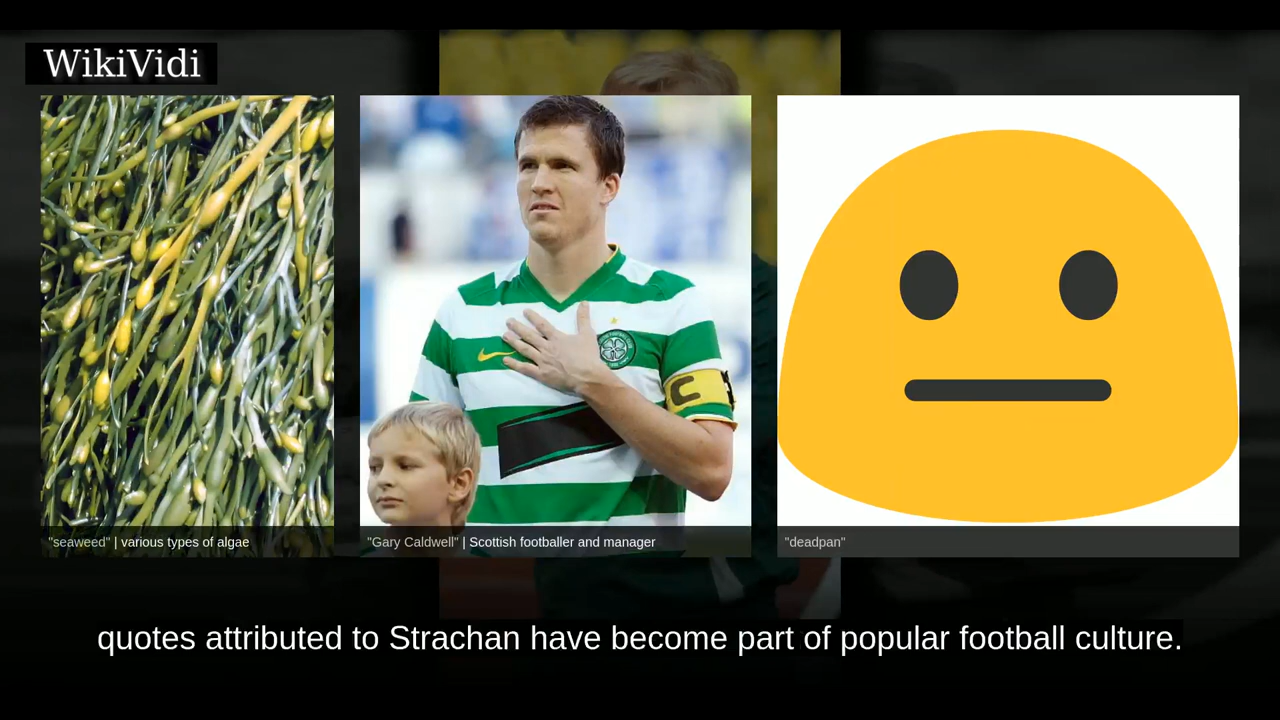 WikiVidi
"seaweed" | various types of algae
"Gary Caldwell" | Scottish footballer and manager
"deadpan"
C
quotes attributed to Strachan have become part of popular football culture.